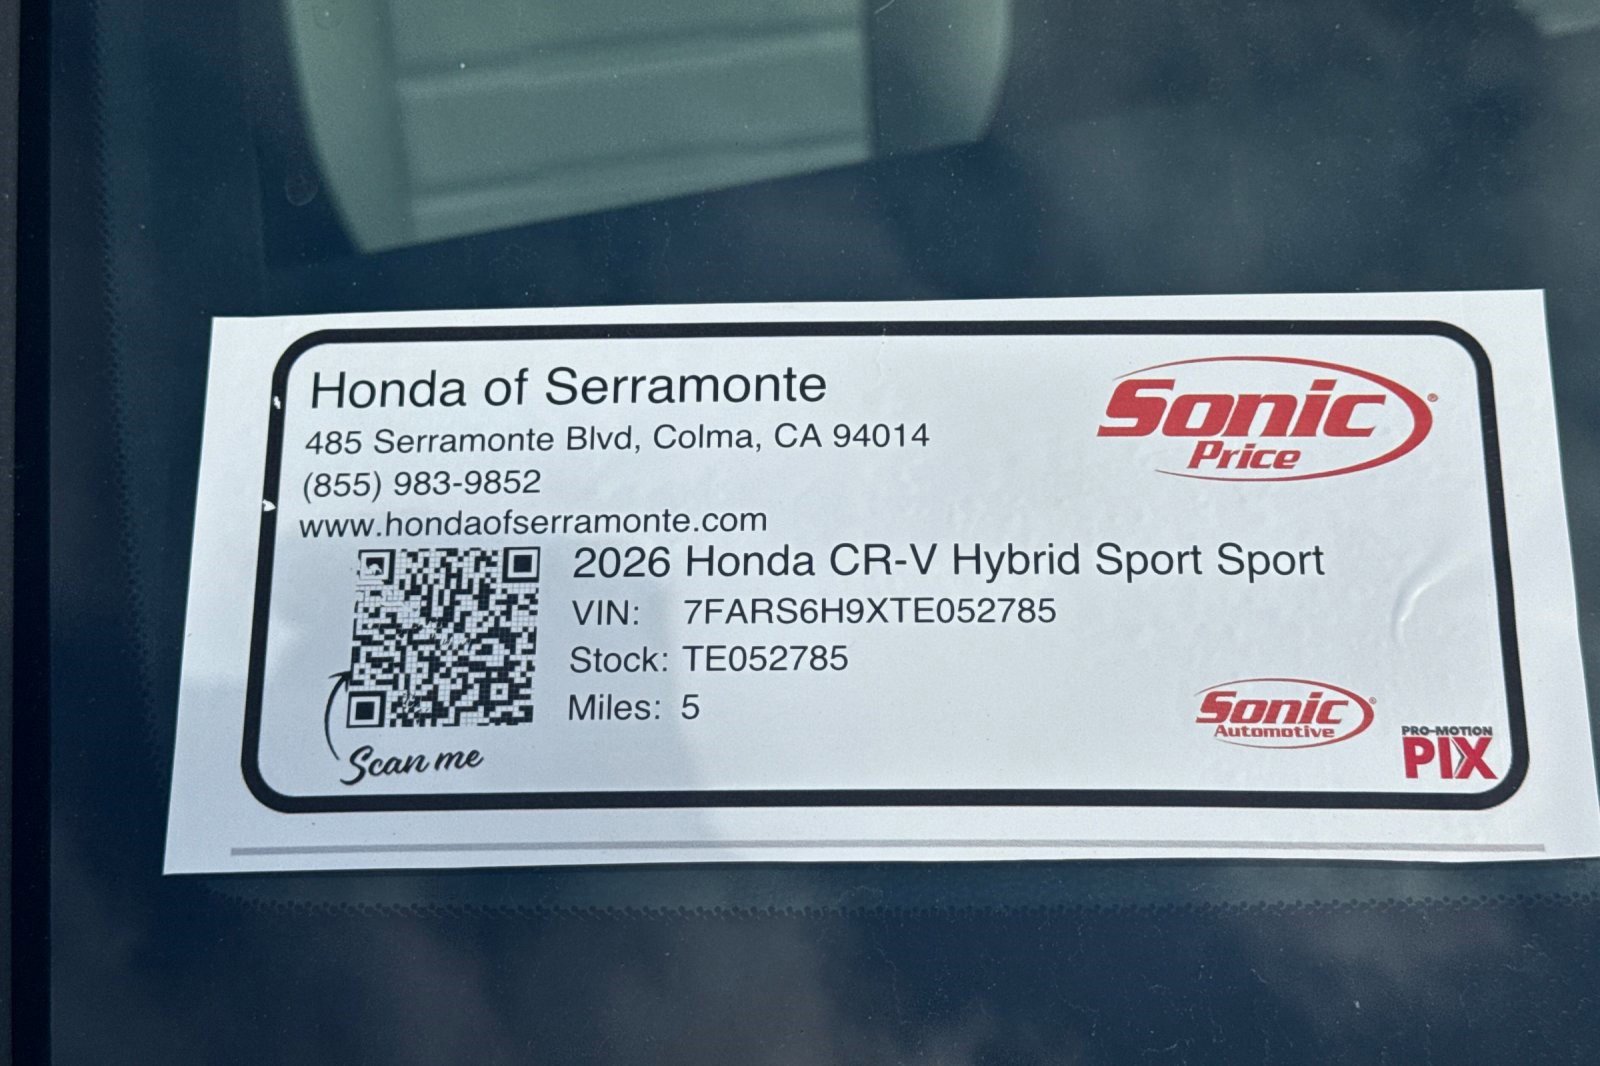 Honda of Serramonte
485 Serramonte Blvd, Colma, CA 94014
(855) 983-9852
www.hondaofserramonte.com
Sonic®
Price
2026 Honda CR-V Hybrid Sport Sport
VIN: 7FARS6H9XTE052785
Stock: TE052785
Miles: 5
Scan me
Sonic®
Automotive
PRO-MOTION
PIX